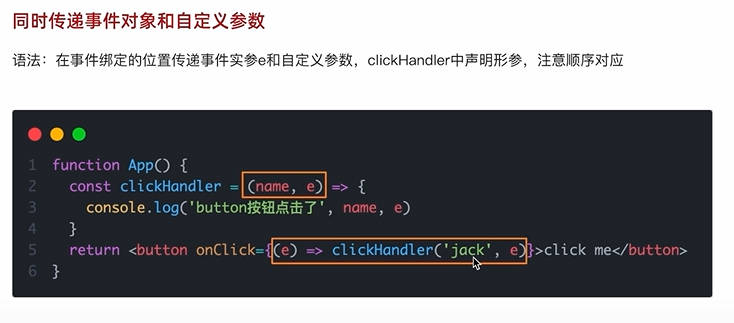 同时传递事件对象和自定义参数
语法：在事件绑定的位置传递事件实参e和自定义参数，clickHandler中声明形参，注意顺序对应
1 function App() {
2   const clickHandler = (name, e) => {
3     console.log('button按钮点击了', name, e)
4   }
5   return <button onClick={(e) => clickHandler('jack', e)}>click me</button>
6 }